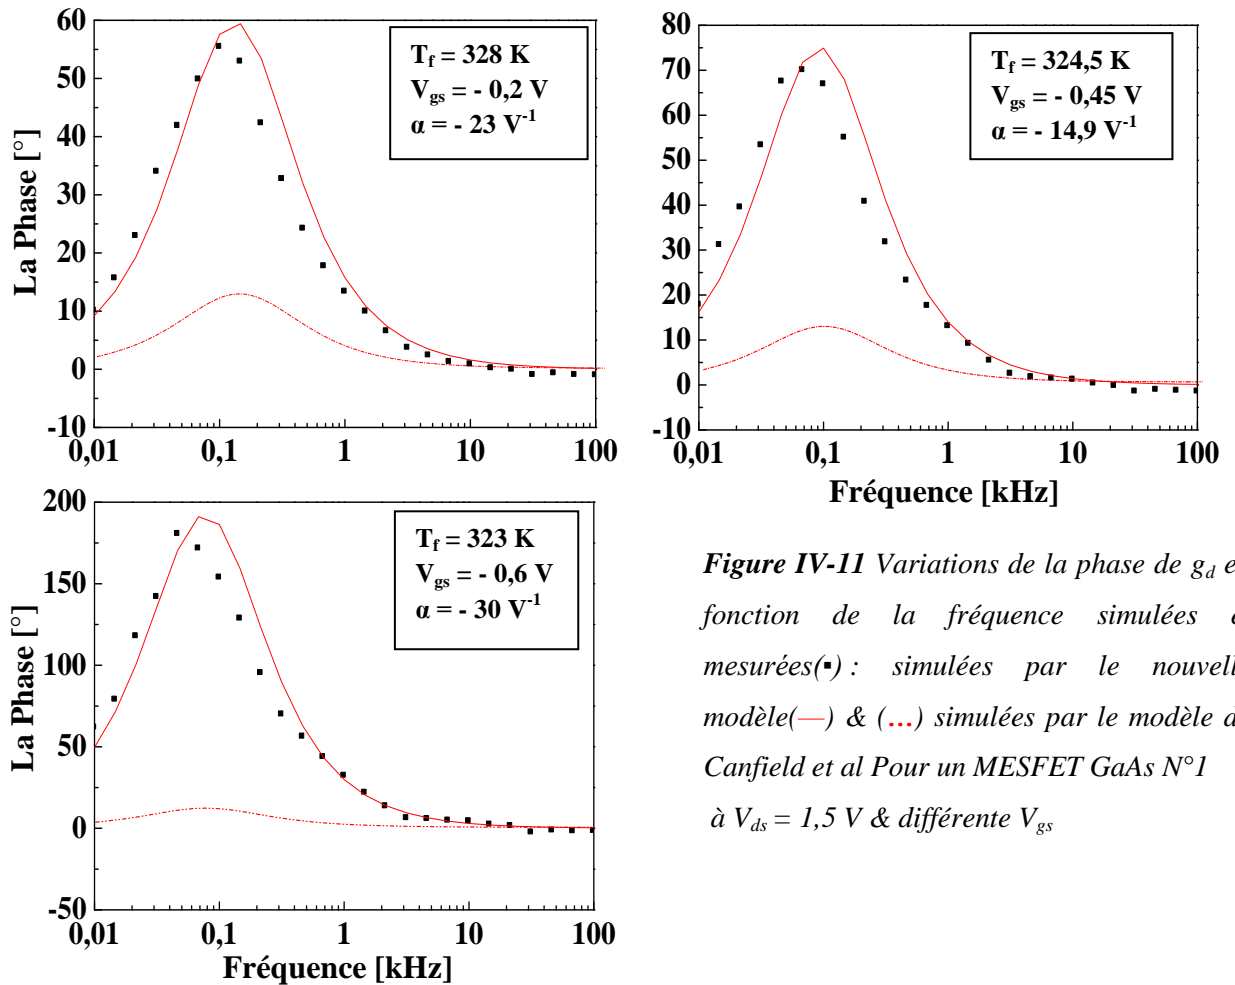 60
50
40
30
20
10
0
-10
La Phase [°]
T_f = 328 K
V_gs = - 0,2 V
α = - 23 V^-1
0,01 0,1 1 10 100
80
70
60
50
40
30
20
10
0
-10
T_f = 324,5 K
V_gs = - 0,45 V
α = - 14,9 V^-1
0,01 0,1 1 10 100
Fréquence [kHz]
200
150
100
50
0
-50
La Phase [°]
T_f = 323 K
V_gs = - 0,6 V
α = - 30 V^-1
0,01 0,1 1 10 100
Fréquence [kHz]
Figure IV-11 Variations de la phase de g_d e
fonction de la fréquence simulées e
mesurées(▪) : simulées par le nouvell
modèle(—) & (...) simulées par le modèle d
Canfield et al Pour un MESFET GaAs N°1
à V_ds = 1,5 V & différente V_gs